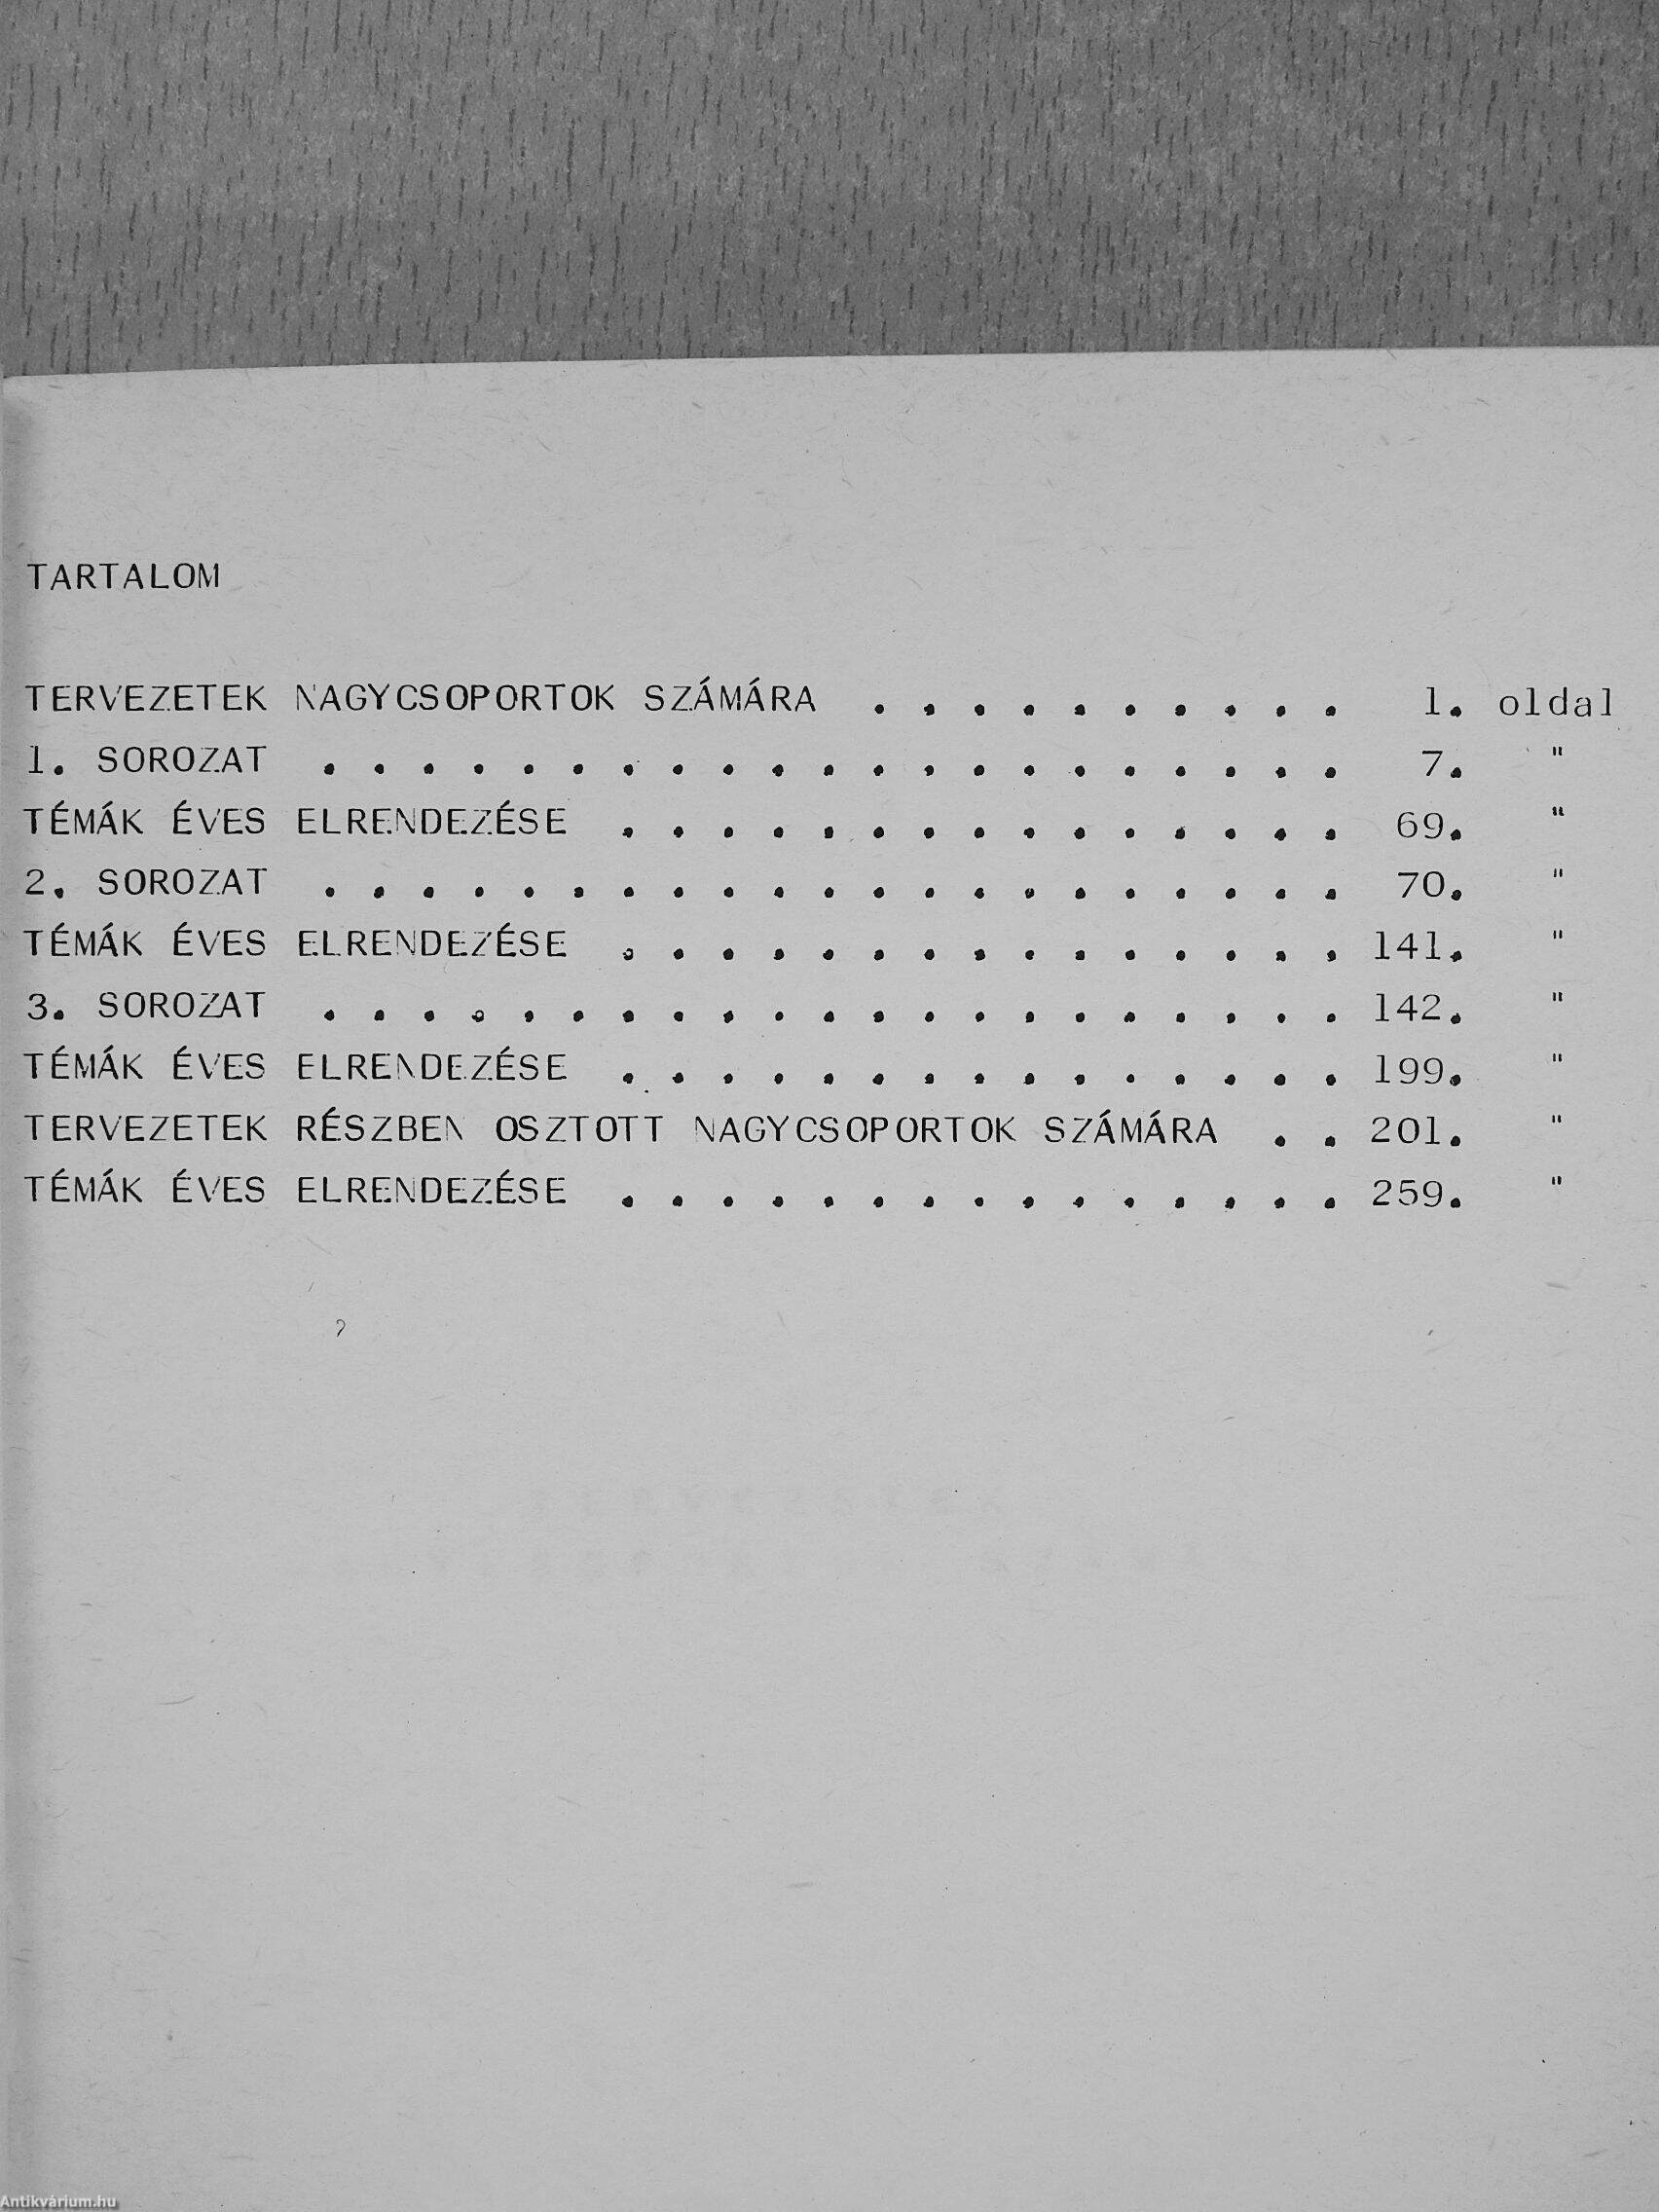 TARTALOM
TERVEZETEK NAGYCSOPORTOK SZÁMÁRA . . . . . . . . . . 1. oldal
1. SOROZAT . . . . . . . . . . . . . . . . . . . . . 7. "
TÉMÁK ÉVES ELRENDEZÉSE . . . . . . . . . . . . . . . 69. "
2. SOROZAT . . . . . . . . . . . . . . . . . . . . . 70. "
TÉMÁK ÉVES ELRENDEZÉSE . . . . . . . . . . . . . . . 141. "
3. SOROZAT . . . . . . . . . . . . . . . . . . . . . 142. "
TÉMÁK ÉVES ELRENDEZÉSE . . . . . . . . . . . . . . . 199. "
TERVEZETEK RÉSZBEN OSZTOTT NAGYCSOPORTOK SZÁMÁRA . . 201. "
TÉMÁK ÉVES ELRENDEZÉSE . . . . . . . . . . . . . . . 259. "
Antikvárium.hu